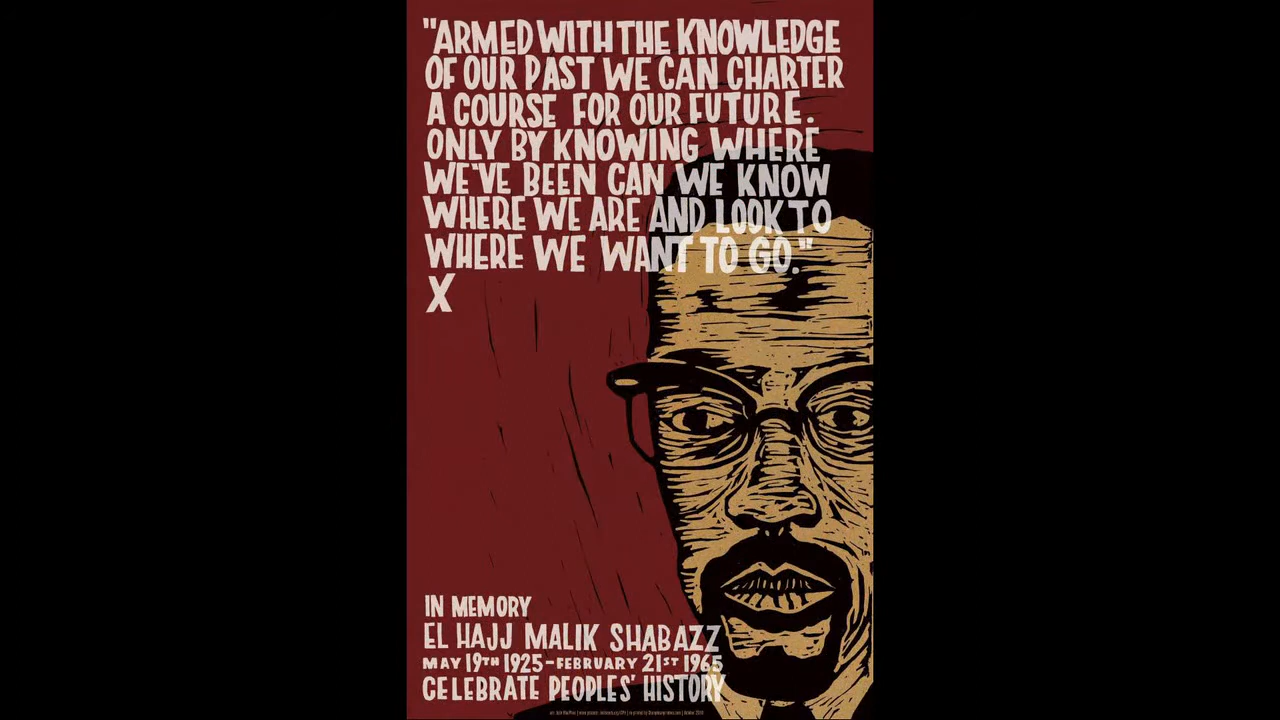 "ARMED WITH THE KNOWLEDGE
OF OUR PAST WE CAN CHARTER
A COURSE FOR OUR FUTURE.
ONLY BY KNOWING WHERE
WE'VE BEEN CAN WE KNOW
WHERE WE ARE AND LOOK TO
WHERE WE WANT TO GO."
X
IN MEMORY
EL HAJJ MALIK SHABAZZ
MAY 19TH 1925-FEBRUARY 21ST 1965
CELEBRATE PEOPLES' HISTORY